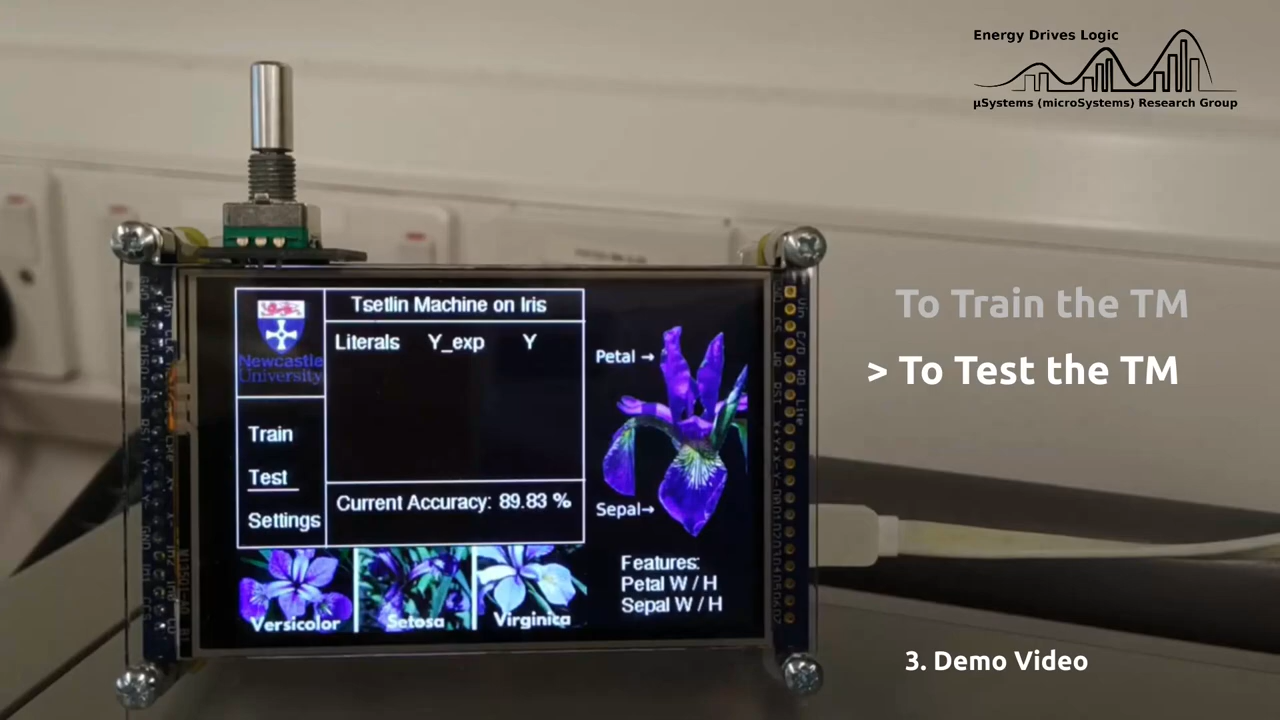 Energy Drives Logic
µSystems (microSystems) Research Group
Newcastle
University
Tsetlin Machine on Iris
Literals Y_exp Y
Train
Test
Settings
Current Accuracy: 89.83 %
Petal →
Sepal→
Features:
Petal W / H
Sepal W / H
Versicolor
Setosa
Virginica
To Train the TM
> To Test the TM
3. Demo Video